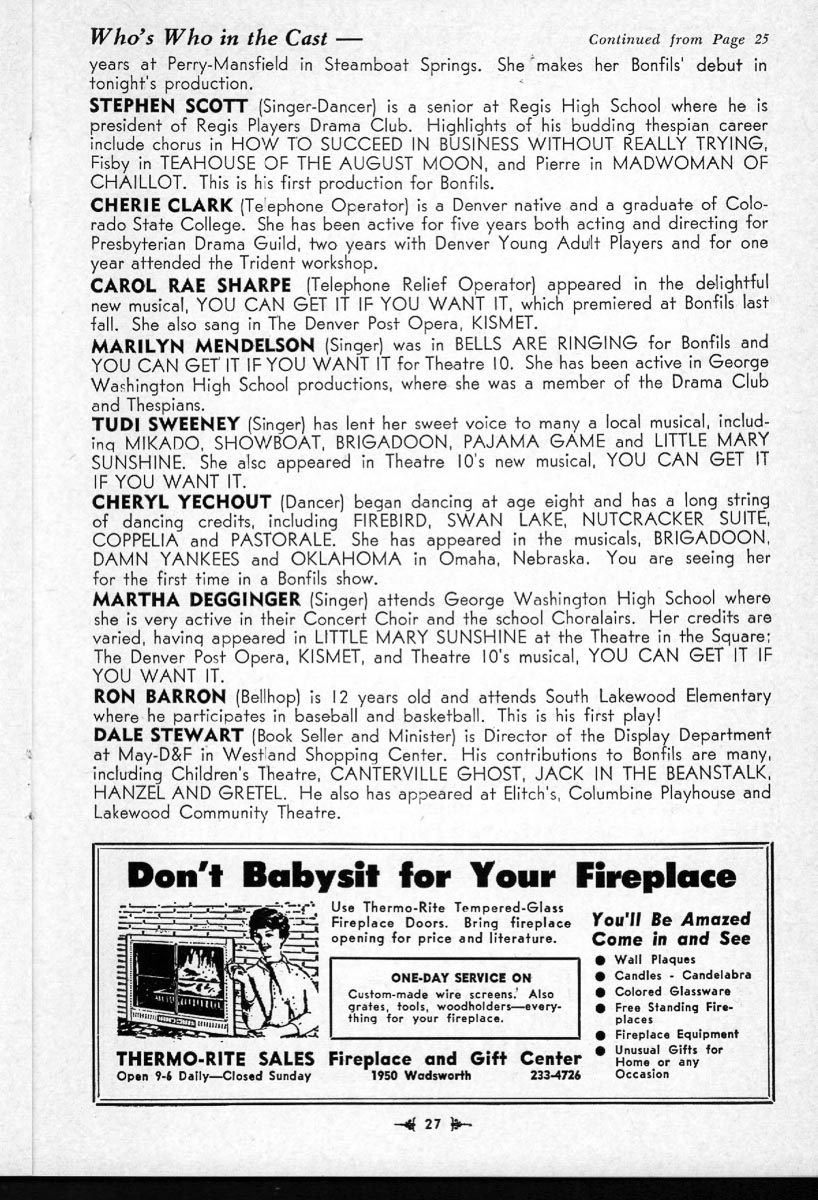 Who's Who in the Cast — Continued from Page 25
years at Perry-Mansfield in Steamboat Springs. She makes her Bonfils' debut in
tonight's production.
STEPHEN SCOTT (Singer-Dancer) is a senior at Regis High School where he is
president of Regis Players Drama Club. Highlights of his budding thespian career
include chorus in HOW TO SUCCEED IN BUSINESS WITHOUT REALLY TRYING,
Fisby in TEAHOUSE OF THE AUGUST MOON, and Pierre in MADWOMAN OF
CHAILLOT. This is his first production for Bonfils.
CHERIE CLARK (Telephone Operator) is a Denver native and a graduate of Colo-
rado State College. She has been active for five years both acting and directing for
Presbyterian Drama Guild, two years with Denver Young Adult Players and for one
year attended the Trident workshop.
CAROL RAE SHARPE (Telephone Relief Operator) appeared in the delightful
new musical, YOU CAN GET IT IF YOU WANT IT, which premiered at Bonfils last
fall. She also sang in The Denver Post Opera, KISMET.
MARILYN MENDELSON (Singer) was in BELLS ARE RINGING for Bonfils and
YOU CAN GET IT IF YOU WANT IT for Theatre 10. She has been active in George
Washington High School productions, where she was a member of the Drama Club
and Thespians.
TUDI SWEENEY (Singer) has lent her sweet voice to many a local musical, includ-
ing MIKADO, SHOWBOAT, BRIGADOON, PAJAMA GAME and LITTLE MARY
SUNSHINE. She also appeared in Theatre 10's new musical, YOU CAN GET IT
IF YOU WANT IT.
CHERYL YECHOUT (Dancer) began dancing at age eight and has a long string
of dancing credits, including FIREBIRD, SWAN LAKE, NUTCRACKER SUITE,
COPPELIA and PASTORALE. She has appeared in the musicals, BRIGADOON,
DAMN YANKEES and OKLAHOMA in Omaha, Nebraska. You are seeing her
for the first time in a Bonfils show.
MARTHA DEGGINGER (Singer) attends George Washington High School where
she is very active in their Concert Choir and the school Choralairs. Her credits are
varied, having appeared in LITTLE MARY SUNSHINE at the Theatre in the Square;
The Denver Post Opera, KISMET, and Theatre 10's musical, YOU CAN GET IT IF
YOU WANT IT.
RON BARRON (Bellhop) is 12 years old and attends South Lakewood Elementary
where he participates in baseball and basketball. This is his first play!
DALE STEWART (Book Seller and Minister) is Director of the Display Department
at May-D&F in Westland Shopping Center. His contributions to Bonfils are many,
including Children's Theatre, CANTERVILLE GHOST, JACK IN THE BEANSTALK,
HANZEL AND GRETEL. He also has appeared at Elitch's, Columbine Playhouse and
Lakewood Community Theatre.
Don't Babysit for Your Fireplace
Use Thermo-Rite Tempered-Glass
Fireplace Doors. Bring fireplace
opening for price and literature.
ONE-DAY SERVICE ON
Custom-made wire screens. Also
grates, tools, woodholders—every-
thing for your fireplace.
You'll Be Amazed
Come in and See
● Wall Plaques
● Candles - Candelabra
● Colored Glassware
● Free Standing Fire-
places
● Fireplace Equipment
● Unusual Gifts for
Home or any
Occasion
THERMO-RITE SALES Fireplace and Gift Center
Open 9-6 Daily—Closed Sunday 1950 Wadsworth 233-4726
27